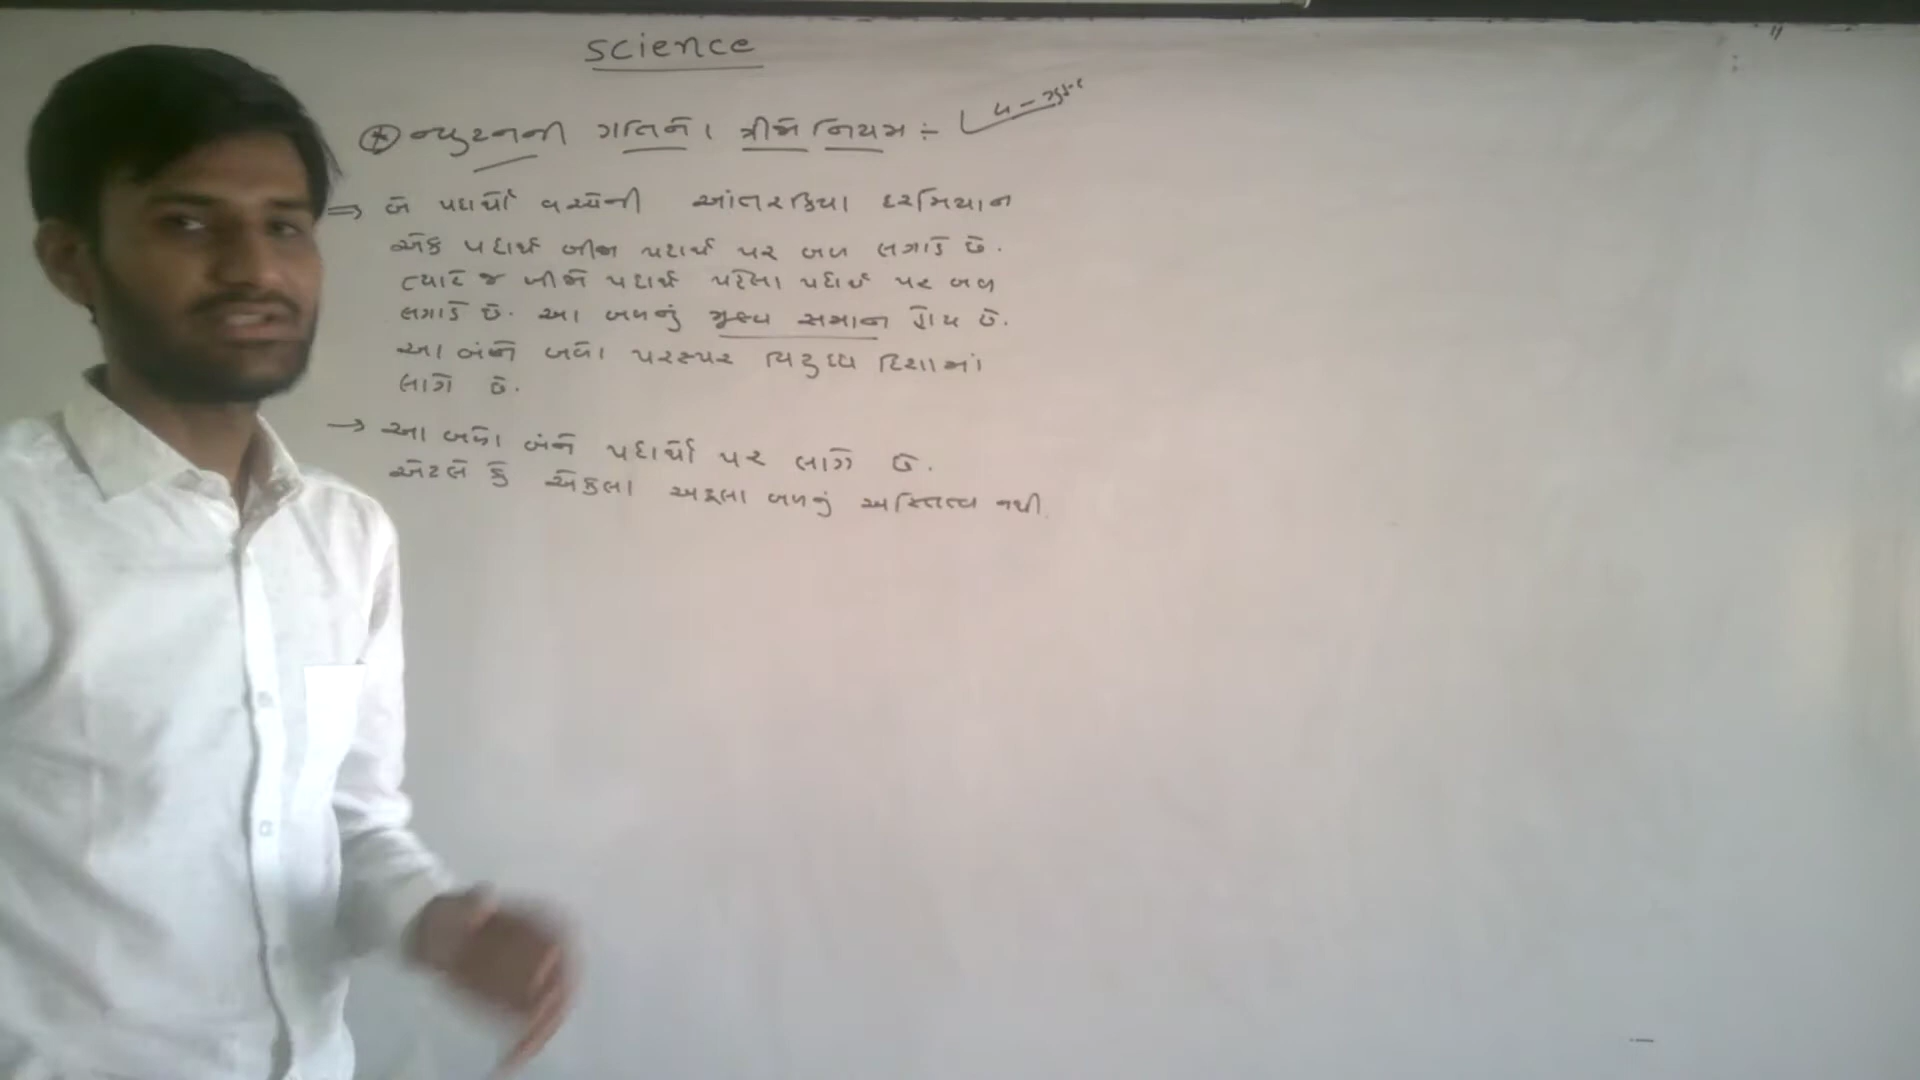 Science
ન્યુટનની ગતિનો ત્રીજો નિયમ :-
⇒ બે પદાર્થો વચ્ચેની આંતરક્રિયા દરમિયાન
એક પદાર્થ બીજા પદાર્થ પર બળ લગાડે છે.
ત્યારે જ બીજો પદાર્થ પહેલા પદાર્થ પર બળ
લગાડે છે. આ બળનું મૂલ્ય સમાન હોય છે.
આ બંને બળો પરસ્પર વિરુધ્ધ દિશામાં
લાગે છે.
→ આ બળો બંને પદાર્થો પર લાગે છે.
એટલે કે એકલા અટુલા બળનું અસ્તિત્વ નથી.